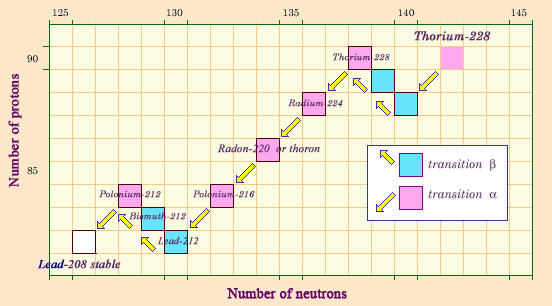 125 130 135 140 145
Thorium-228
90
Thorium-228
Radium-224
Radon-220 or thoron
transition β
85
transition α
Polonium-212 Polonium-216
Bismuth-212
Lead-212
Lead-208 stable
Number of protons
Number of neutrons